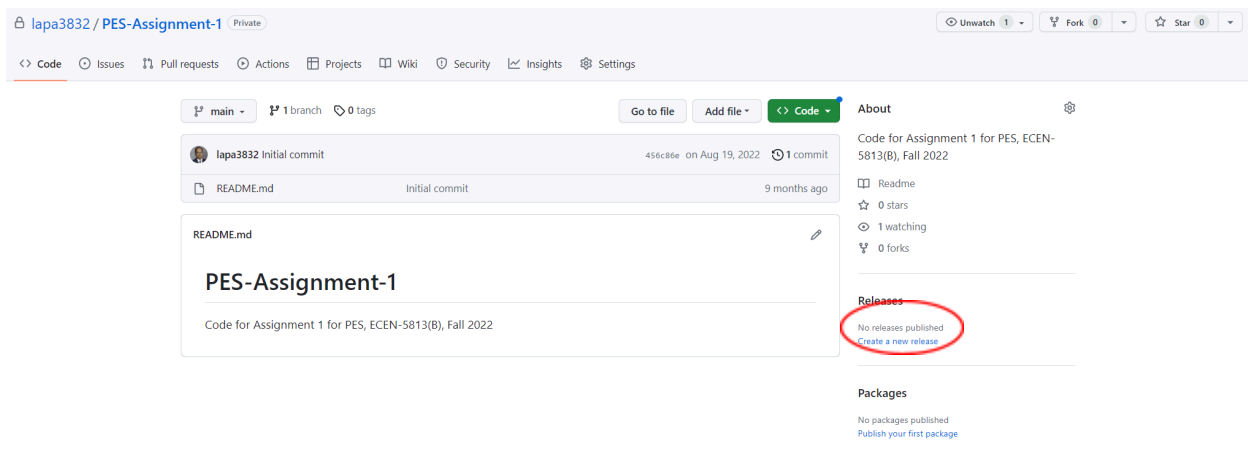 lapa3832 / PES-Assignment-1 Private
Unwatch 1 Fork 0 Star 0
<> Code Issues Pull requests Actions Projects Wiki Security Insights Settings
main 1 branch 0 tags Go to file Add file <> Code
lapa3832 Initial commit 456c86e on Aug 19, 2022 1 commit
README.md Initial commit 9 months ago
README.md
PES-Assignment-1
Code for Assignment 1 for PES, ECEN-5813(B), Fall 2022
About
Code for Assignment 1 for PES, ECEN-
5813(B), Fall 2022
Readme
0 stars
1 watching
0 forks
Releases
No releases published
Create a new release
Packages
No packages published
Publish your first package